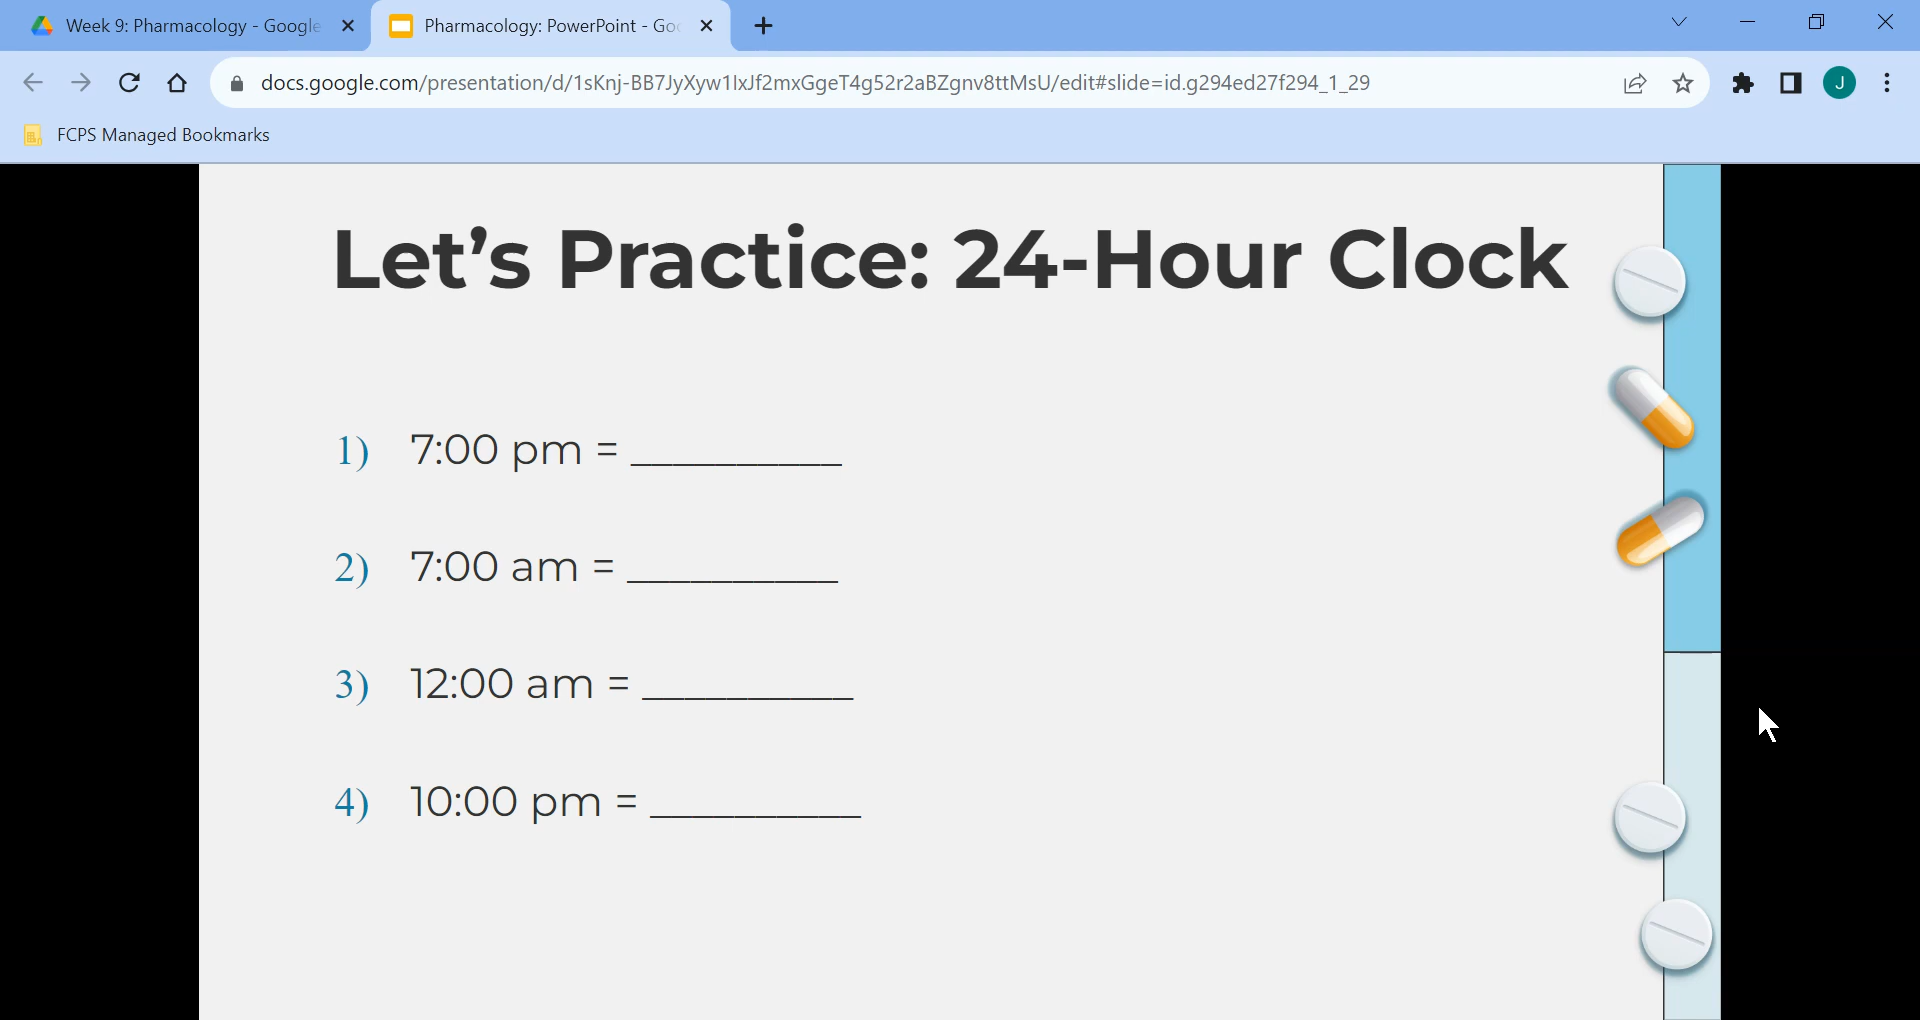 Week 9: Pharmacology - Google
Pharmacology: PowerPoint - Goo
docs.google.com/presentation/d/1sKnj-BB7JyXyw1IxJf2mxGgeT4g52r2aBZgnv8ttMsU/edit#slide=id.g294ed27f294_1_29
J
FCPS Managed Bookmarks
Let's Practice: 24-Hour Clock
1) 7:00 pm = __________
2) 7:00 am = __________
3) 12:00 am = __________
4) 10:00 pm = __________